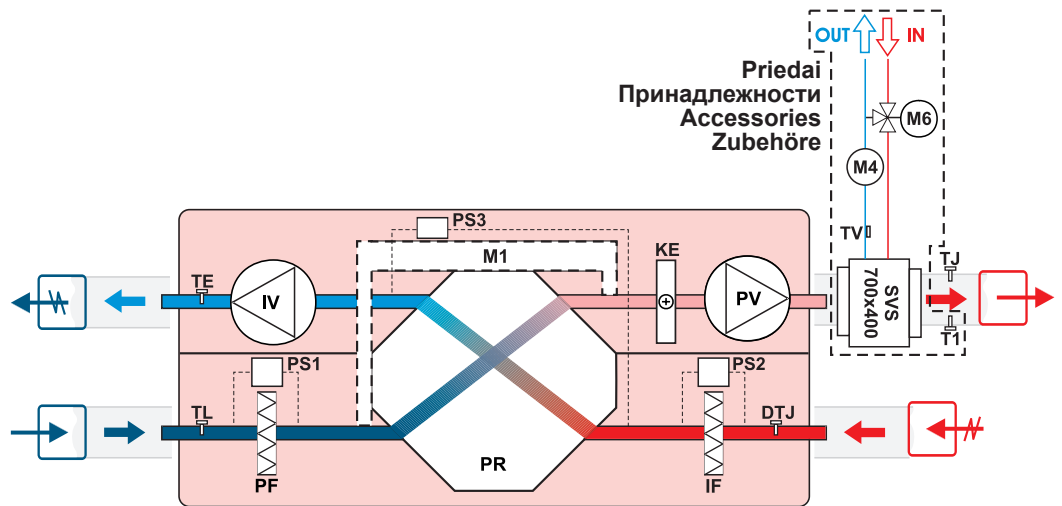 OUT IN
Priedai
Принадлежности
Accessories
Zubehöre
M6
M4
TV
PS3
M1
KE
TE
IV
PV
SVS
700x400
TJ
T1
PS1
PS2
TL
DTJ
PF
PR
IF